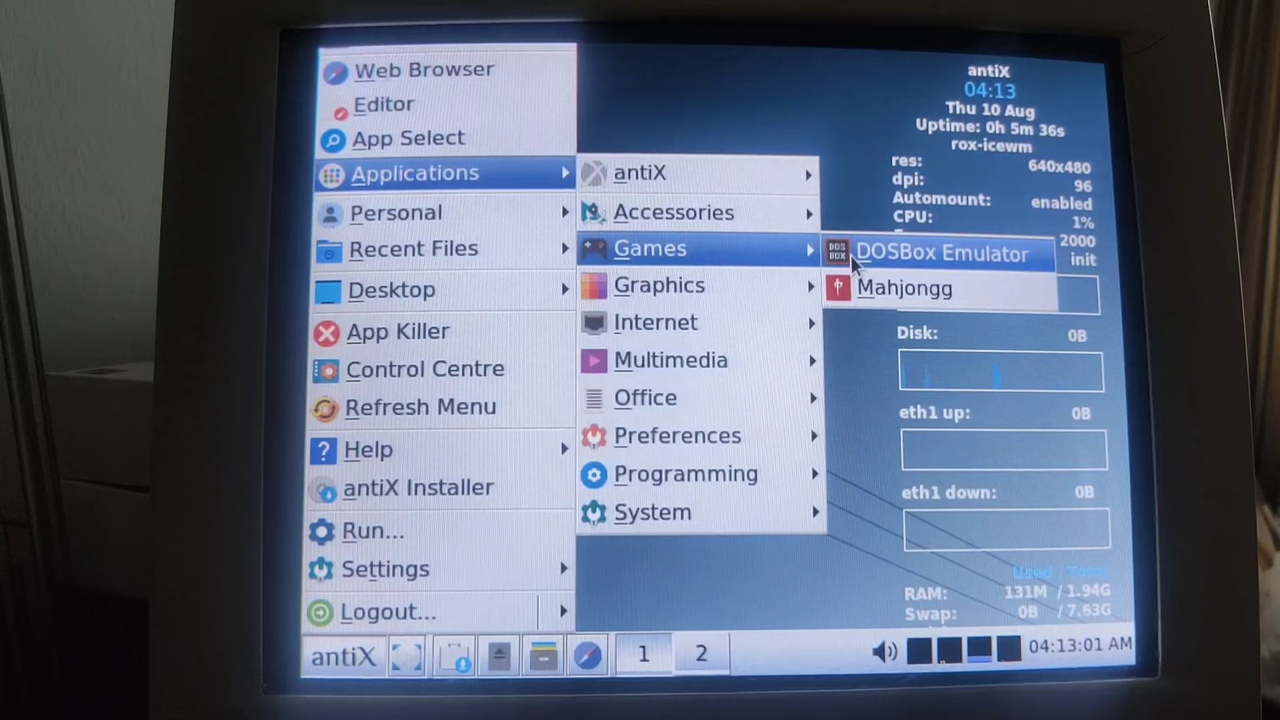 Web Browser
Editor
App Select
Applications
Personal
Recent Files
Desktop
App Killer
Control Centre
Refresh Menu
Help
antiX Installer
Run...
Settings
Logout...
antiX
Accessories
Games
Graphics
Internet
Multimedia
Office
Preferences
Programming
System
DOS BOX DOSBox Emulator
Mahjongg
antiX
04:13
Thu 10 Aug
Uptime: 0h 5m 36s
rox-icewm
res: 640x480
dpi: 96
Automount: enabled
CPU: 1%
2000
init
Disk: 0B
eth1 up: 0B
eth1 down: 0B
Used / Total
RAM: 131M / 1.94G
Swap: 0B / 7.63G
antiX 1 2 04:13:01 AM